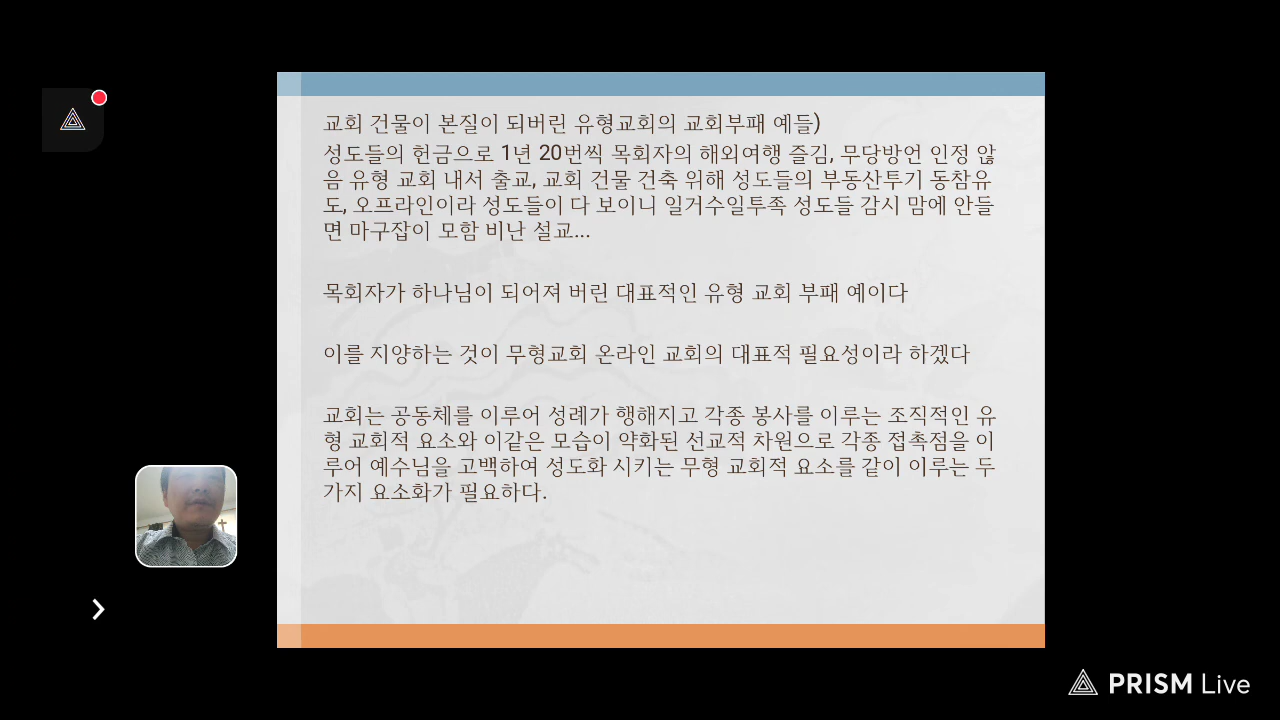 교회 건물이 본질이 되버린 유형교회의 교회부패 예들)
성도들의 헌금으로 1년 20번씩 목회자의 해외여행 즐김, 무당방언 인정 않
음 유형 교회 내서 출교, 교회 건물 건축 위해 성도들의 부동산투기 동참유
도, 오프라인이라 성도들이 다 보이니 일거수일투족 성도들 감시 맘에 안들
면 마구잡이 모함 비난 설교...
목회자가 하나님이 되어져 버린 대표적인 유형 교회 부패 예이다
이를 지양하는 것이 무형교회 온라인 교회의 대표적 필요성이라 하겠다
교회는 공동체를 이루어 성례가 행해지고 각종 봉사를 이루는 조직적인 유
형 교회적 요소와 이같은 모습이 약화된 선교적 차원으로 각종 접촉점을 이
루어 예수님을 고백하여 성도화 시키는 무형 교회적 요소를 같이 이루는 두
가지 요소화가 필요하다.
PRISM Live